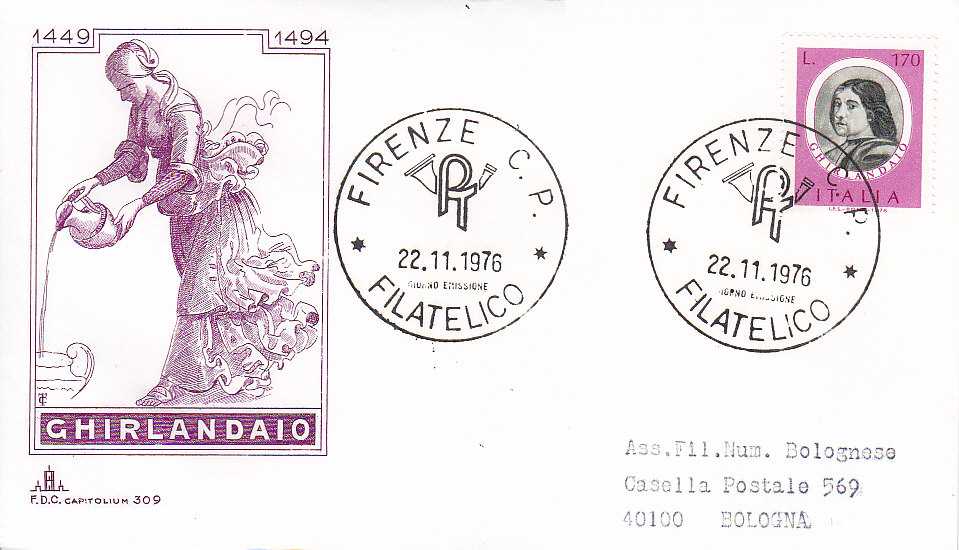 1449 1494
GHIRLANDAIO
F.D.C. CAPITOLIUM 309
FIRENZE C.P.
22.11.1976
GIORNO EMISSIONE
FILATELICO
L. 170
GHIRLANDAIO
ITALIA
FIRENZE C.P.
22.11.1976
GIORNO EMISSIONE
FILATELICO
Ass.Fil.Num. Bolognese
Casella Postale 569
40100 BOLOGNA